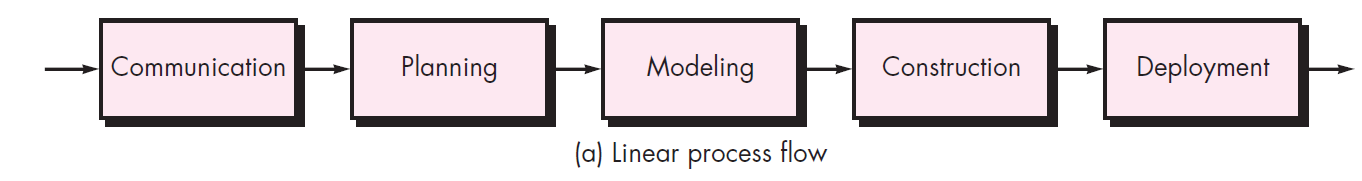 Communication Planning Modeling Construction Deployment
(a) Linear process flow